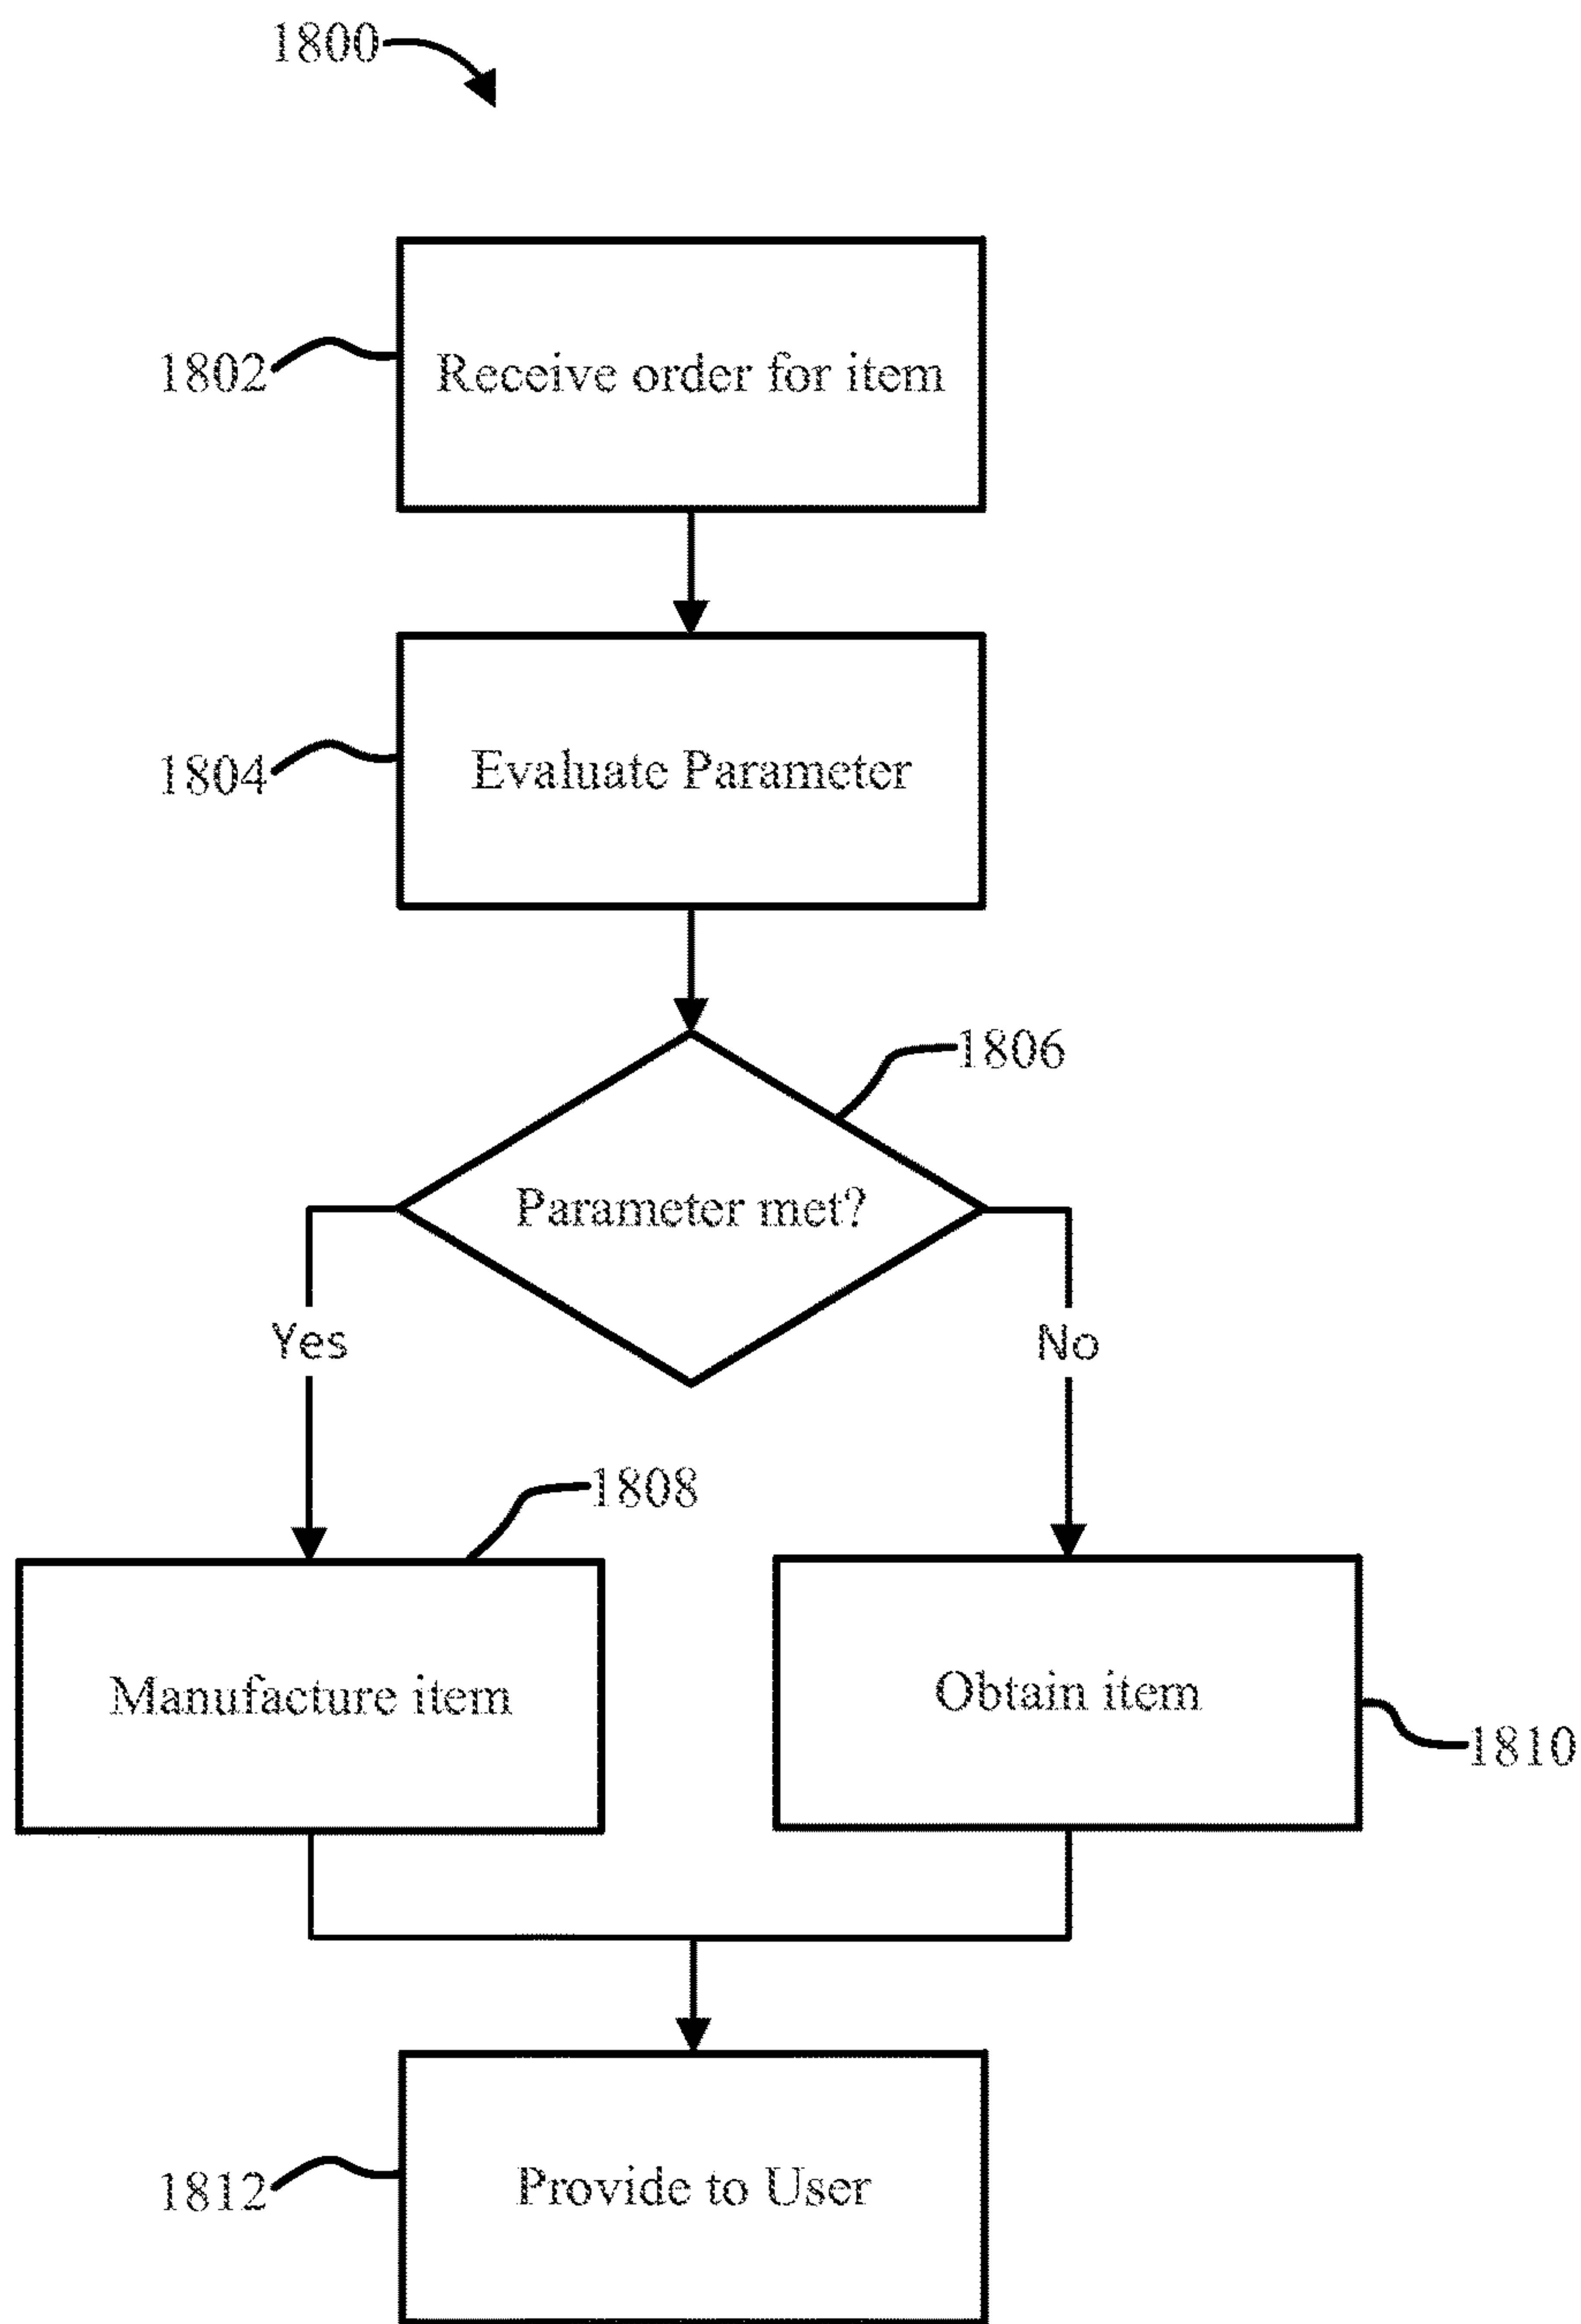 1800
1802
Receive order for item
1804
Evaluate Parameter
1806
Parameter met?
Yes
No
1808
Manufacture item
Obtain item
1810
1812
Provide to User